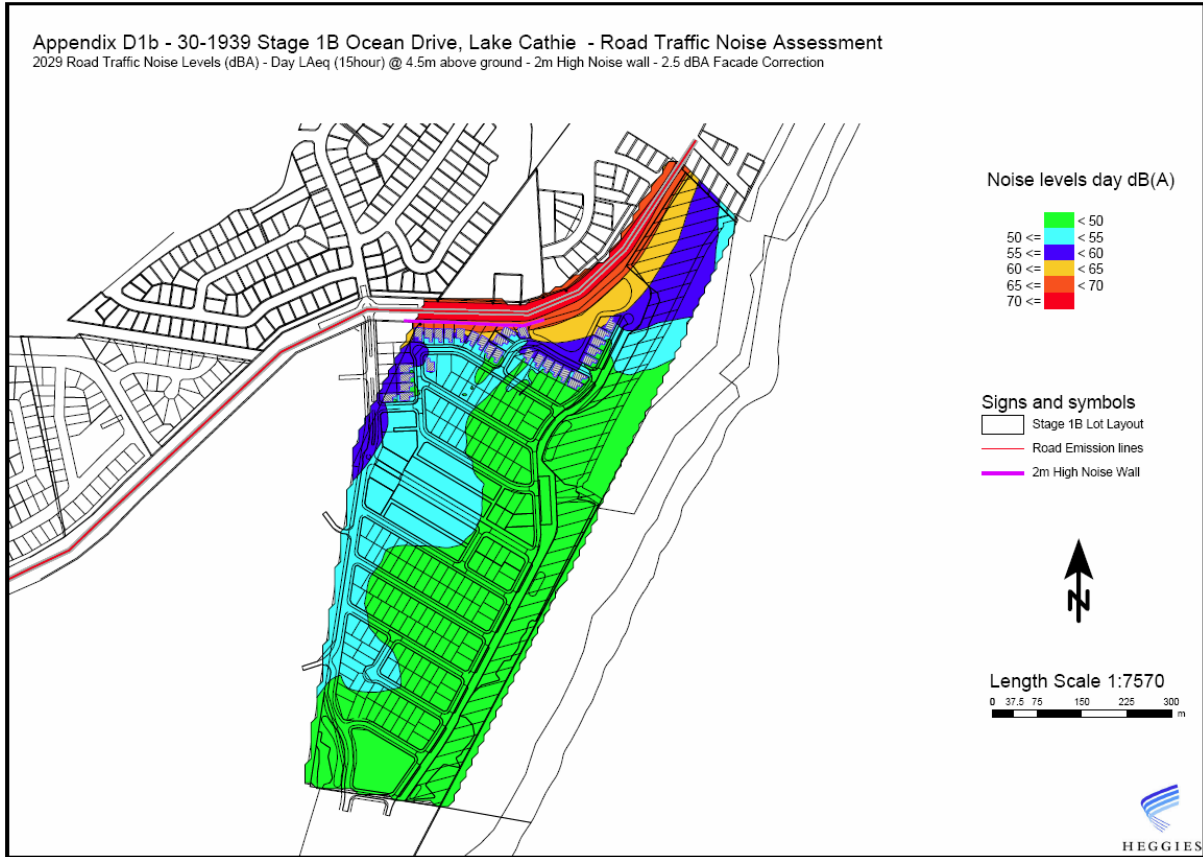 Appendix D1b - 30-1939 Stage 1B Ocean Drive, Lake Cathie - Road Traffic Noise Assessment
2029 Road Traffic Noise Levels (dBA) - Day LAeq (15hour) @ 4.5m above ground - 2m High Noise wall - 2.5 dBA Facade Correction
Noise levels day dB(A)
< 50
50 <= < 55
55 <= < 60
60 <= < 65
65 <= < 70
70 <=
Signs and symbols
Stage 1B Lot Layout
Road Emission lines
2m High Noise Wall
N
Length Scale 1:7570
0 37.5 75 150 225 300
m
HEGGIES